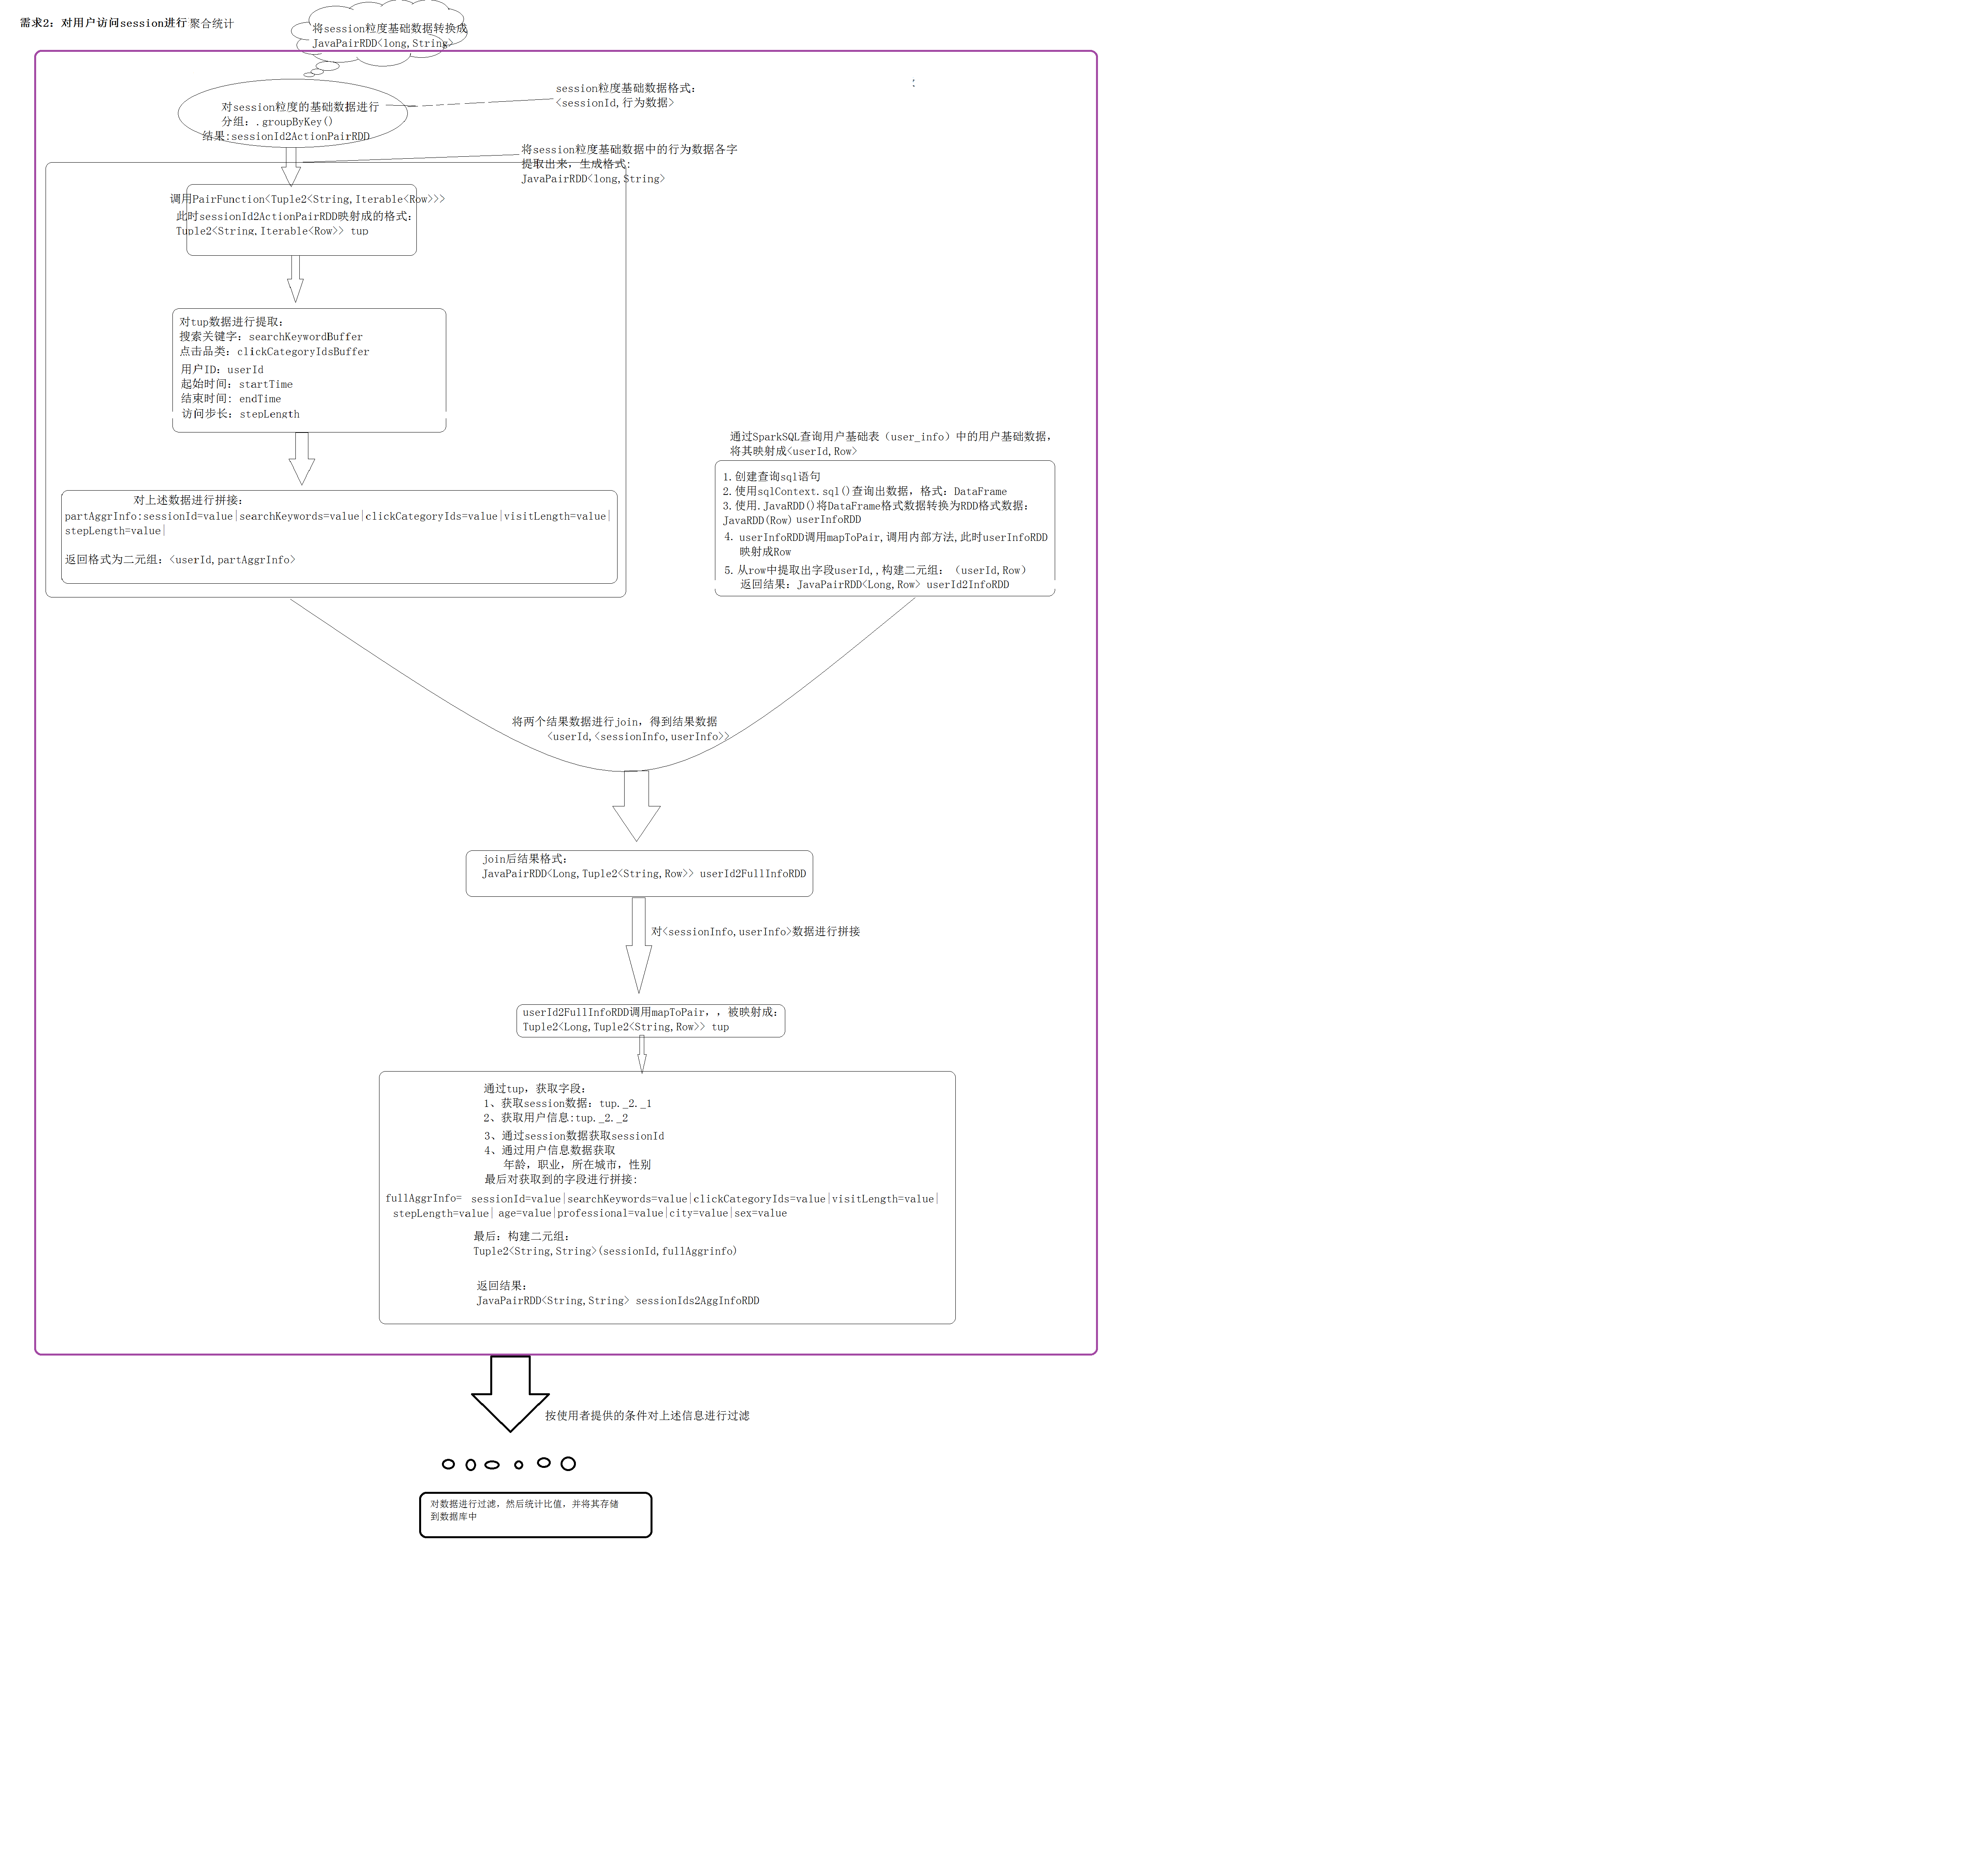 需求2：对用户访问session进行聚合统计
将session粒度基础数据转换成
JavaPairRDD<long,String>
对session粒度的基础数据进行
分组：.groupByKey()
结果:sessionId2ActionPairRDD
session粒度基础数据格式：
<sessionId,行为数据>
将session粒度基础数据中的行为数据各字
提取出来，生成格式:
JavaPairRDD<long,String>
调用PairFunction<Tuple2<String,Iterable<Row>>>
此时sessionId2ActionPairRDD映射成的格式：
Tuple2<String,Iterable<Row>> tup
对tup数据进行提取：
搜索关键字：searchKeywordBuffer
点击品类：clickCategoryIdsBuffer
用户ID：userId
起始时间：startTime
结束时间：endTime
访问步长：stepLength
对上述数据进行拼接：
partAggrInfo:sessionId=value|searchKeywords=value|clickCategoryIds=value|visitLength=value|
stepLength=value|
返回格式为二元组：<userId,partAggrInfo>
通过SparkSQL查询用户基础表（user_info）中的用户基础数据，
将其映射成<userId,Row>
1.创建查询sql语句
2.使用sqlContext.sql()查询出数据，格式：DataFrame
3.使用.JavaRDD()将DataFrame格式数据转换为RDD格式数据：
JavaRDD(Row) userInfoRDD
4. userInfoRDD调用mapToPair,调用内部方法,此时userInfoRDD
映射成Row
5.从row中提取出字段userId,,构建二元组：（userId,Row）
返回结果：JavaPairRDD<Long,Row> userId2InfoRDD
将两个结果数据进行join，得到结果数据
<userId,<sessionInfo,userInfo>>
join后结果格式：
JavaPairRDD<Long,Tuple2<String,Row>> userId2FullInfoRDD
对<sessionInfo,userInfo>数据进行拼接
userId2FullInfoRDD调用mapToPair，，被映射成：
Tuple2<Long,Tuple2<String,Row>> tup
通过tup，获取字段：
1、获取session数据：tup._2._1
2、获取用户信息:tup._2._2
3、通过session数据获取sessionId
4、通过用户信息数据获取
年龄，职业，所在城市，性别
最后对获取到的字段进行拼接:
fullAggrInfo= sessionId=value|searchKeywords=value|clickCategoryIds=value|visitLength=value|
stepLength=value| age=value|professional=value|city=value|sex=value
最后：构建二元组：
Tuple2<String,String>(sessionId,fullAggrinfo)
返回结果：
JavaPairRDD<String,String> sessionIds2AggInfoRDD
按使用者提供的条件对上述信息进行过滤
对数据进行过滤，然后统计比值，并将其存储
到数据库中